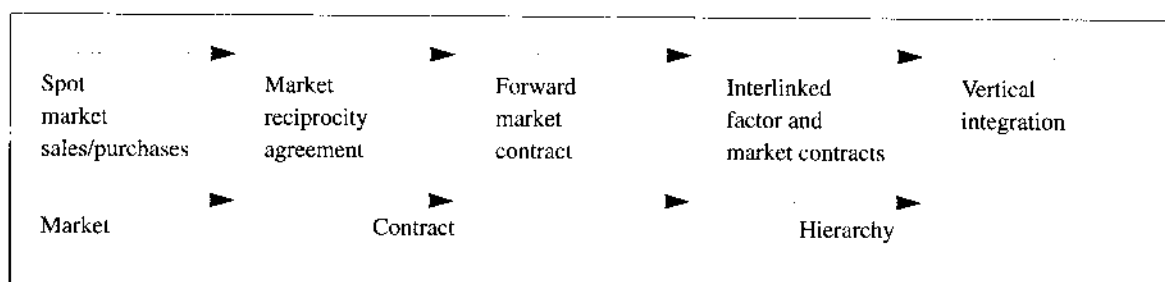 Spot Market Forward Interlinked Vertical
market reciprocity market factor and integration
sales/purchases agreement contract market contracts
Market Contract Hierarchy